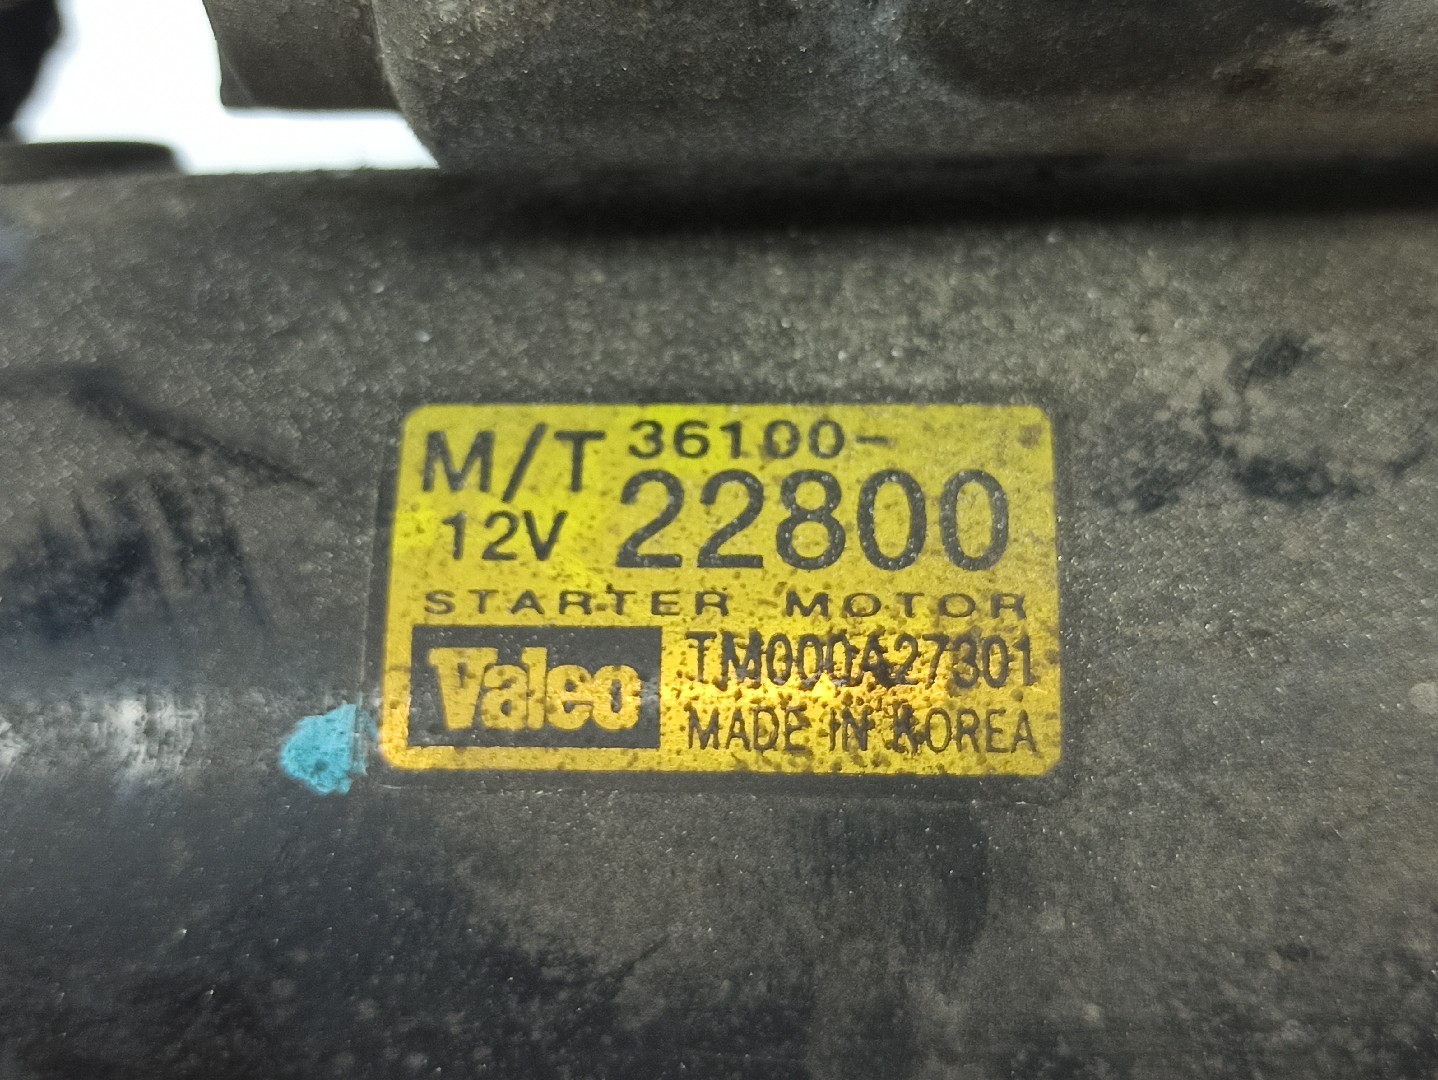 M/T 36100-
12V 22800
STARTER MOTOR
Valeo TM000A27301
MADE IN KOREA